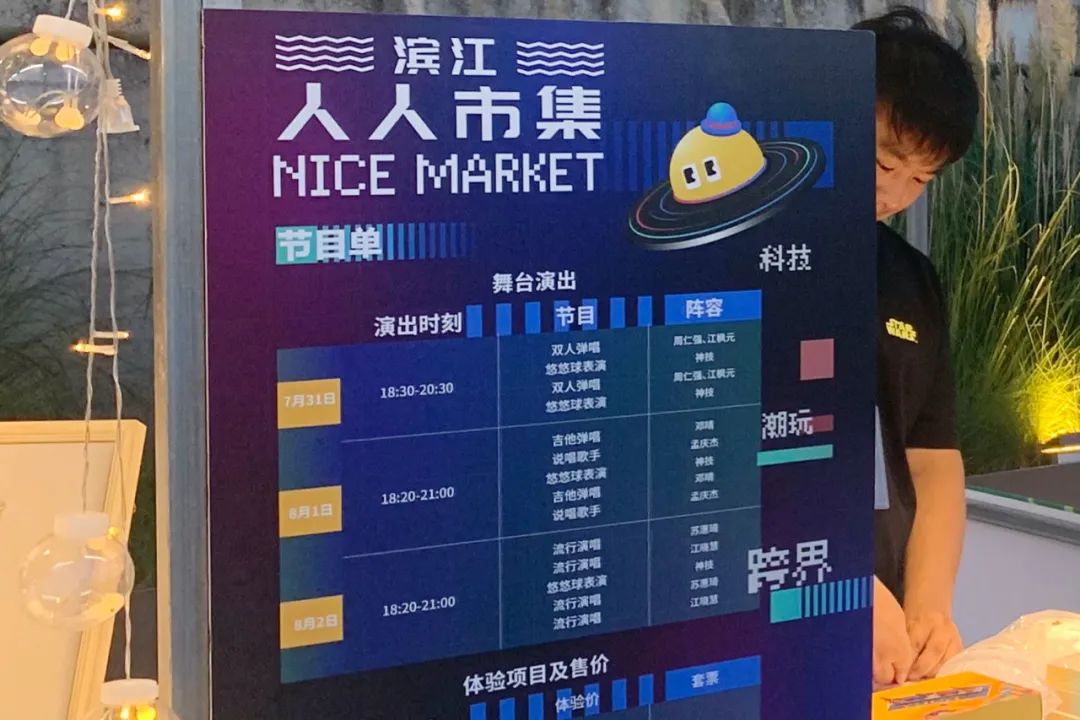 滨江
人人市集
NICE MARKET
节目单
科技
舞台演出
演出时刻 节目 阵容
7月31日 18:30-20:30
双人弹唱 周仁强、江枫元
悠悠球表演 神技
双人弹唱 周仁强、江枫元
悠悠球表演 神技
潮玩
8月1日 18:20-21:00
吉他弹唱 邓晴
说唱歌手 孟庆杰
悠悠球表演 神技
吉他弹唱 邓晴
说唱歌手 孟庆杰
跨界
8月2日 18:20-21:00
流行演唱 苏惠琦
流行演唱 江晓慧
悠悠球表演 神技
流行演唱 苏惠琦
流行演唱 江晓慧
体验项目及售价
体验价 套票
STAR WARS